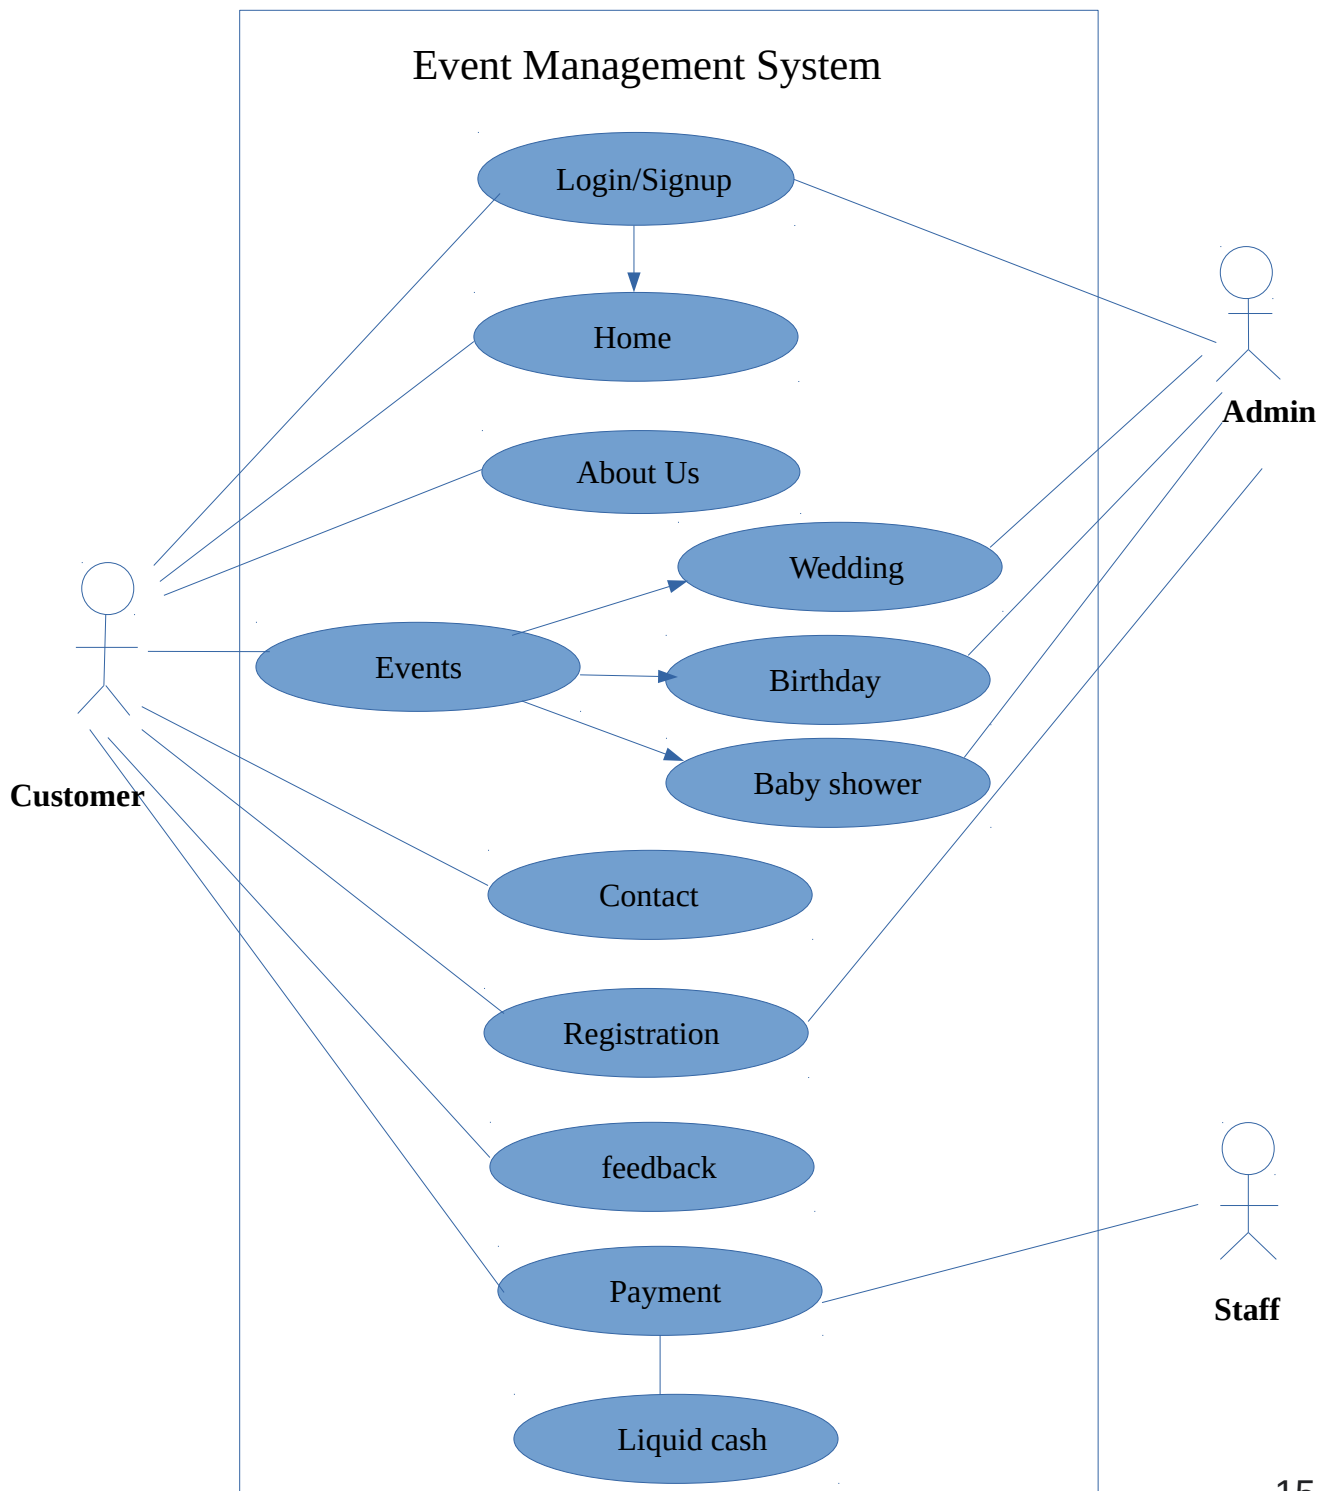 Event Management System
Login/Signup
Home
Admin
About Us
Wedding
Events
Birthday
Baby shower
Customer
Contact
Registration
feedback
Payment
Staff
Liquid cash
15